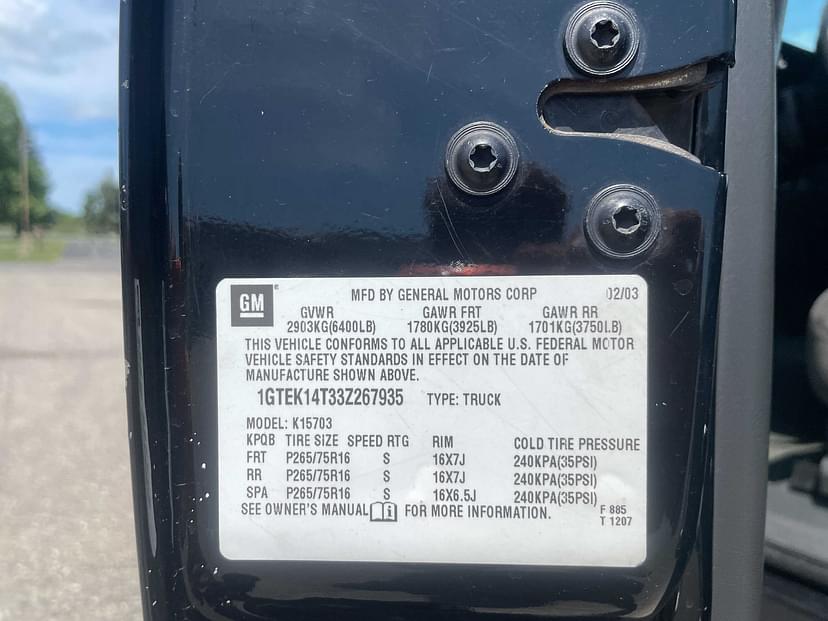 GM ® MFD BY GENERAL MOTORS CORP 02/03
GVWR GAWR FRT GAWR RR
2903KG(6400LB) 1780KG(3925LB) 1701KG(3750LB)
THIS VEHICLE CONFORMS TO ALL APPLICABLE U.S. FEDERAL MOTOR
VEHICLE SAFETY STANDARDS IN EFFECT ON THE DATE OF
MANUFACTURE SHOWN ABOVE.
1GTEK14T33Z267935 TYPE: TRUCK
MODEL: K15703
KPQB TIRE SIZE SPEED RTG RIM COLD TIRE PRESSURE
FRT P265/75R16 S 16X7J 240KPA(35PSI)
RR P265/75R16 S 16X7J 240KPA(35PSI)
SPA P265/75R16 S 16X6.5J 240KPA(35PSI)
SEE OWNER'S MANUAL FOR MORE INFORMATION. F 885
T 1207